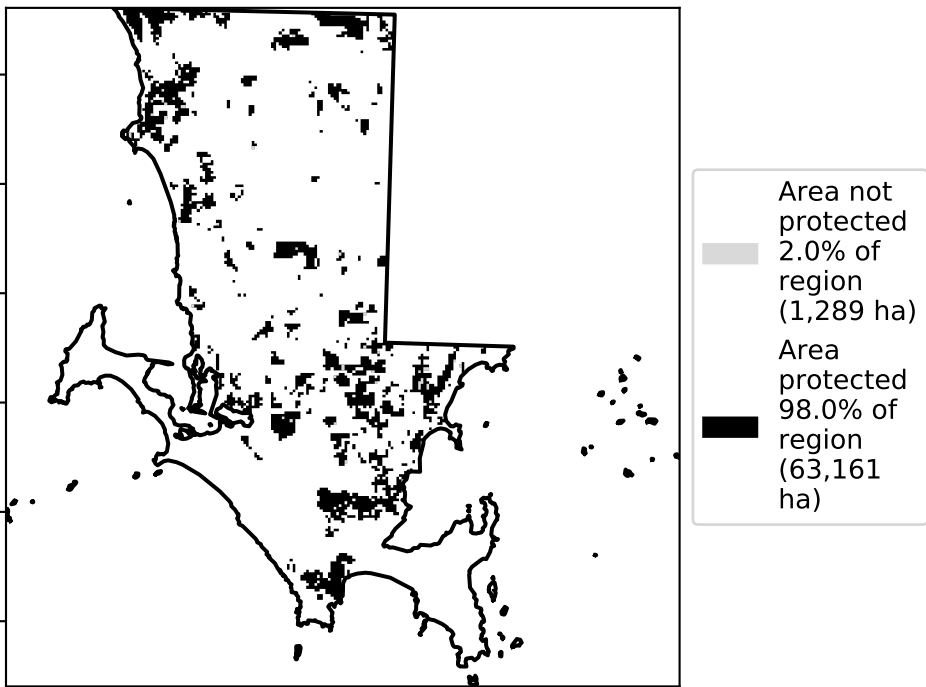 Area not
protected
2.0% of
region
(1,289 ha)
Area
protected
98.0% of
region
(63,161
ha)